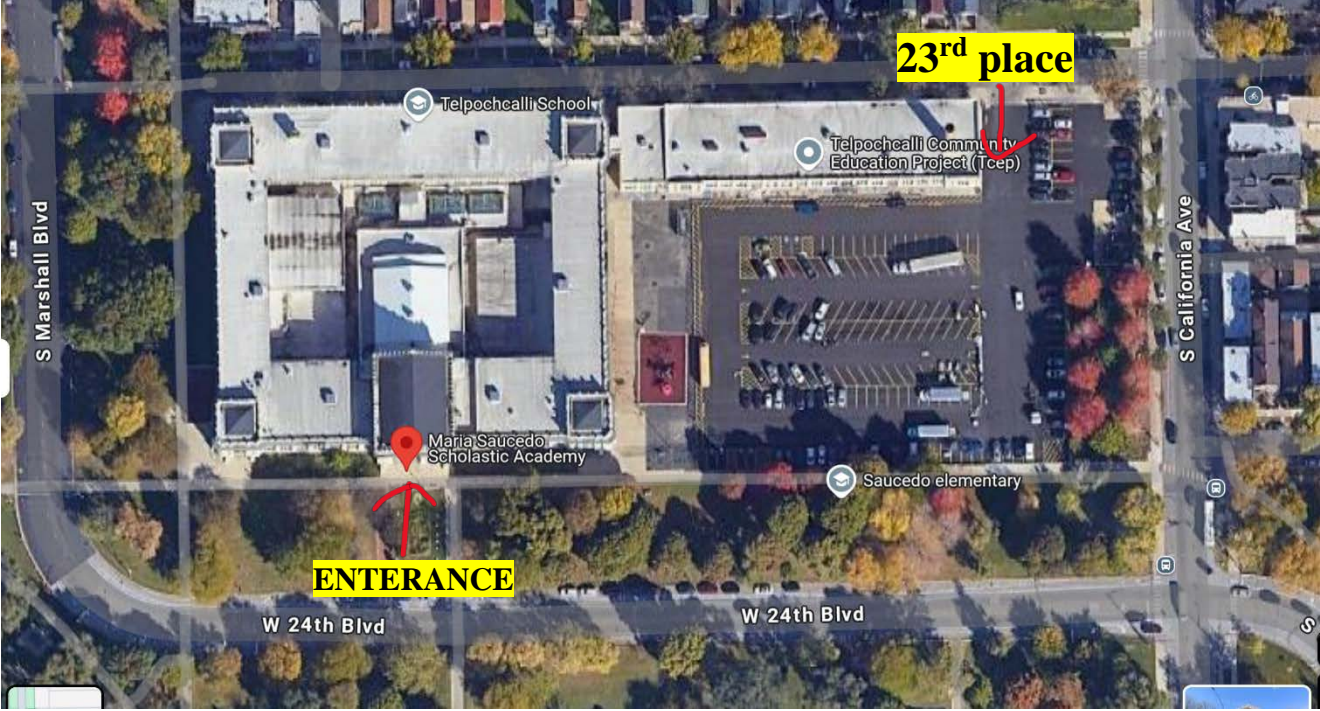 23rd place
Telpochcalli School
Telpochcalli Community
Education Project (Tcep)
S Marshall Blvd
S California Ave
Maria Saucedo
Scholastic Academy
Saucedo elementary
ENTERANCE
W 24th Blvd
W 24th Blvd
S